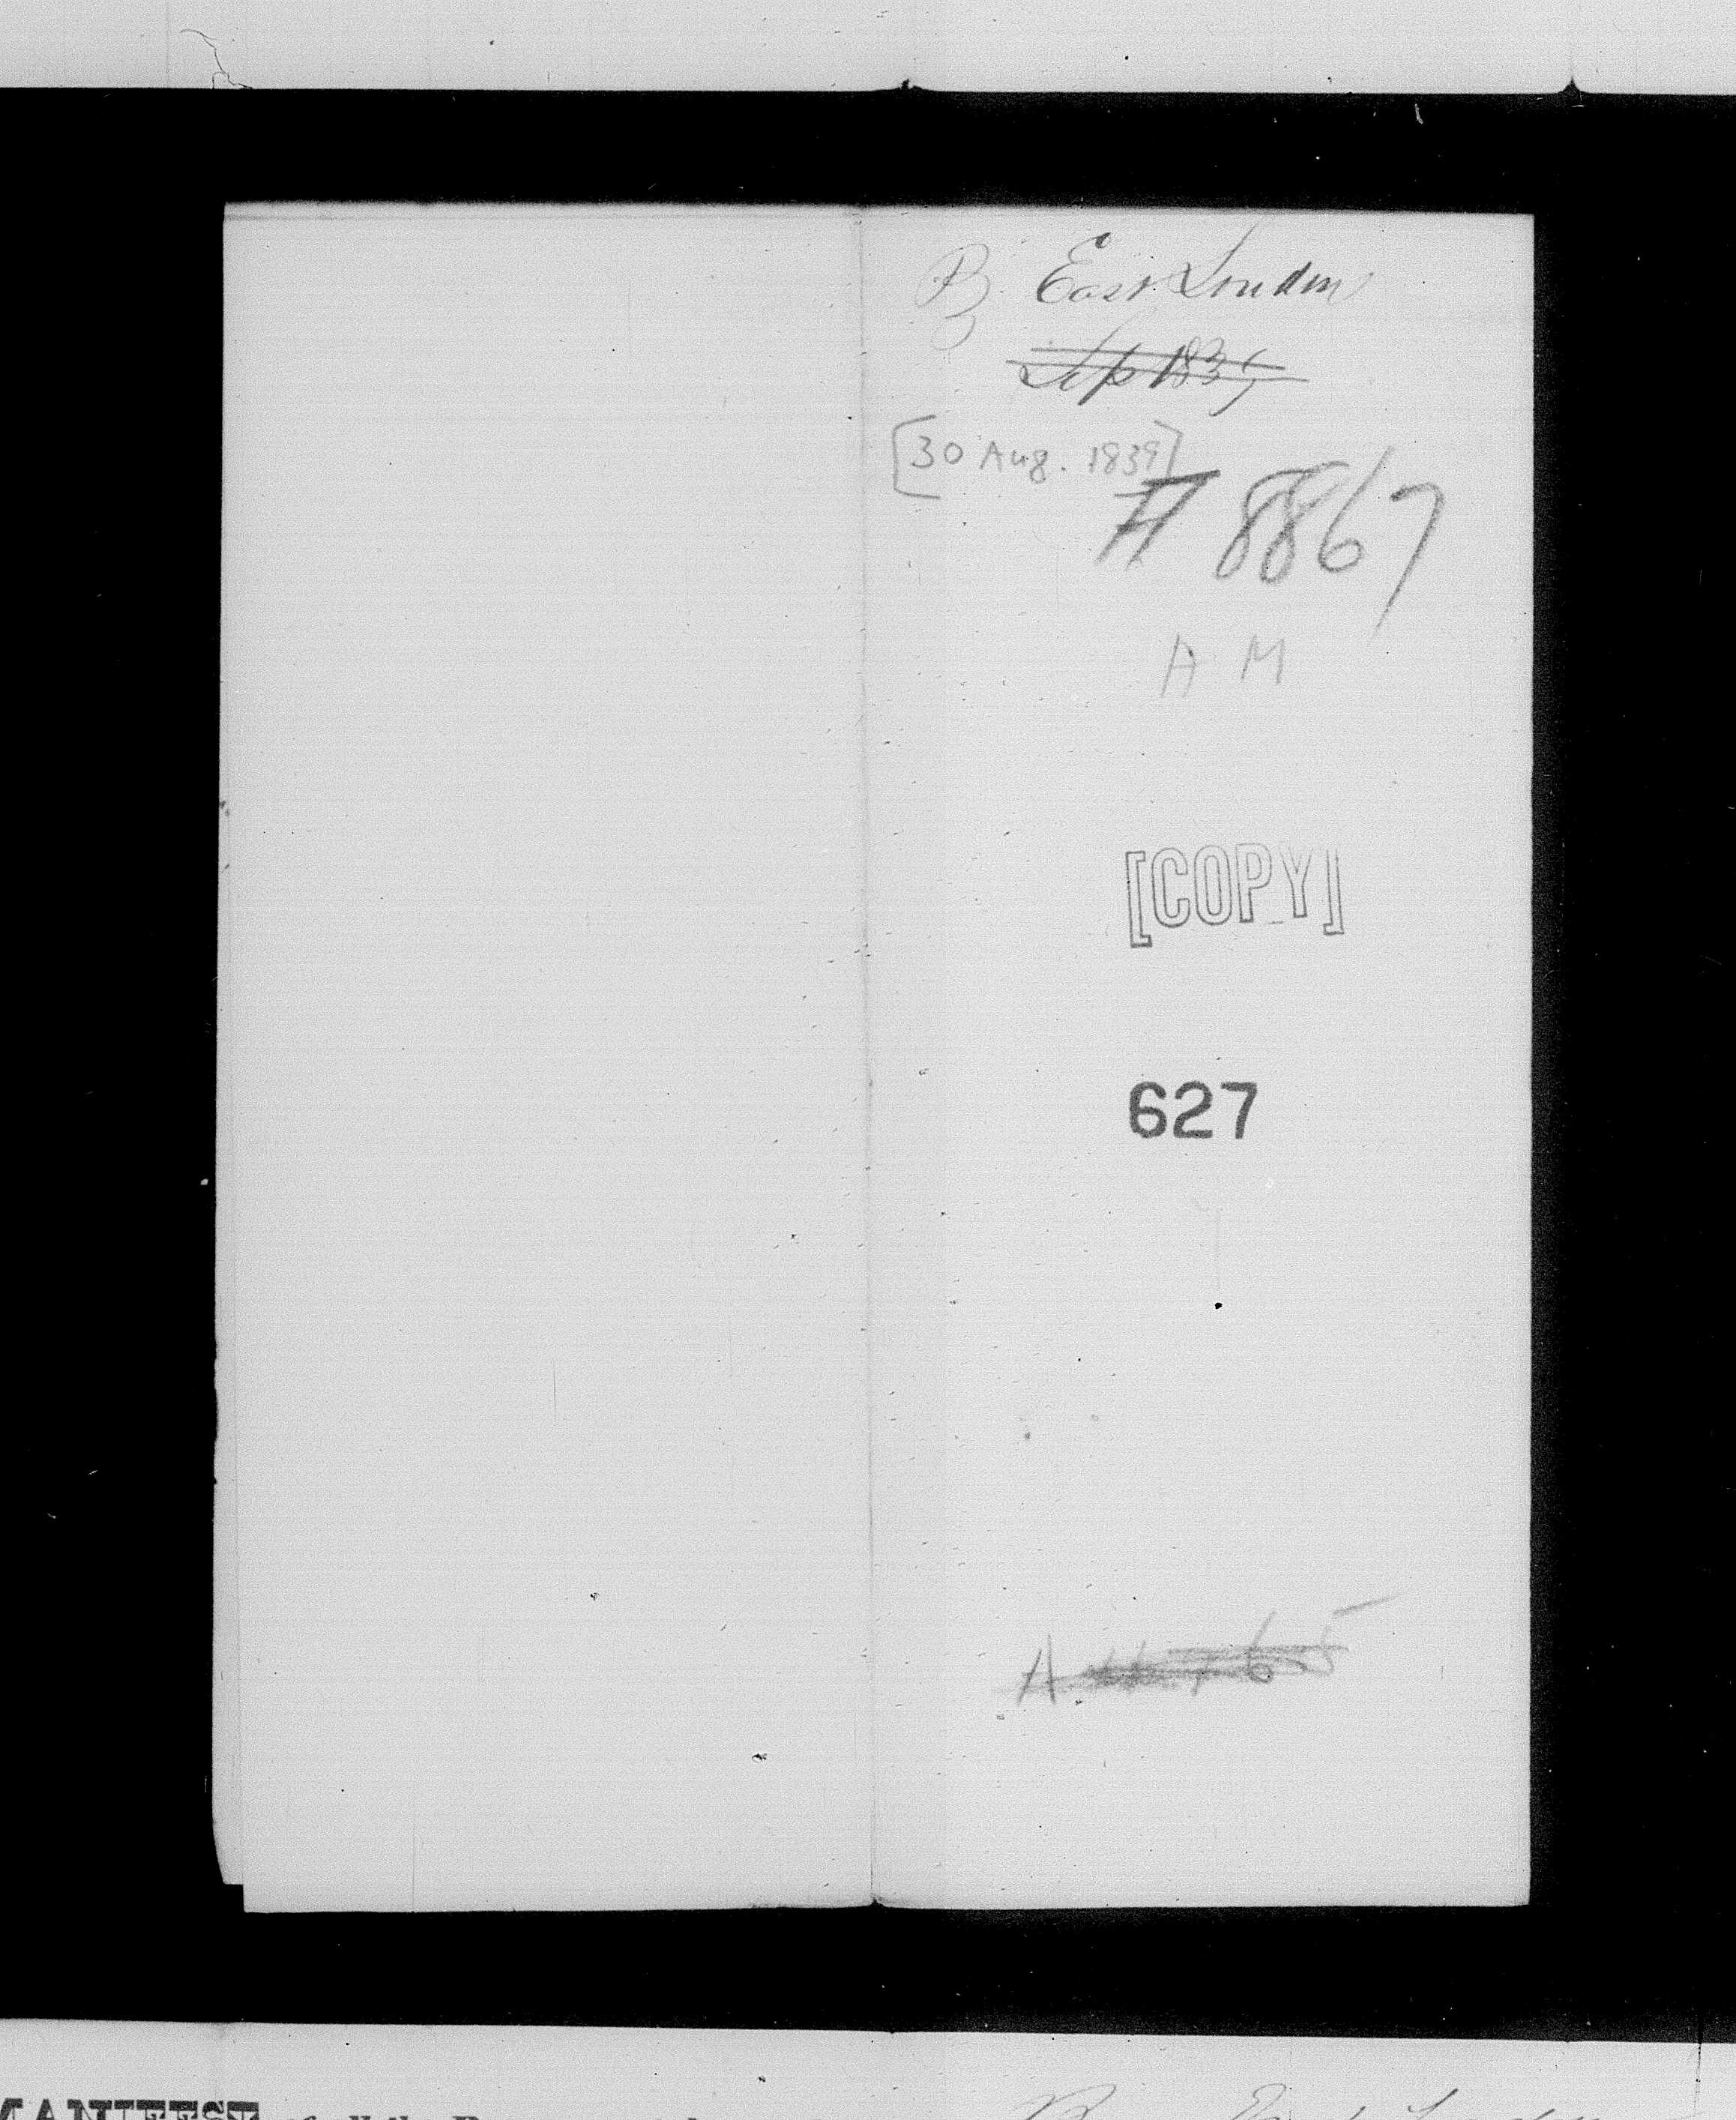 B East London
Sep 1839
[30 Aug. 1839]
A 8867
A M
[COPY]
627
A 65
MANIFEST